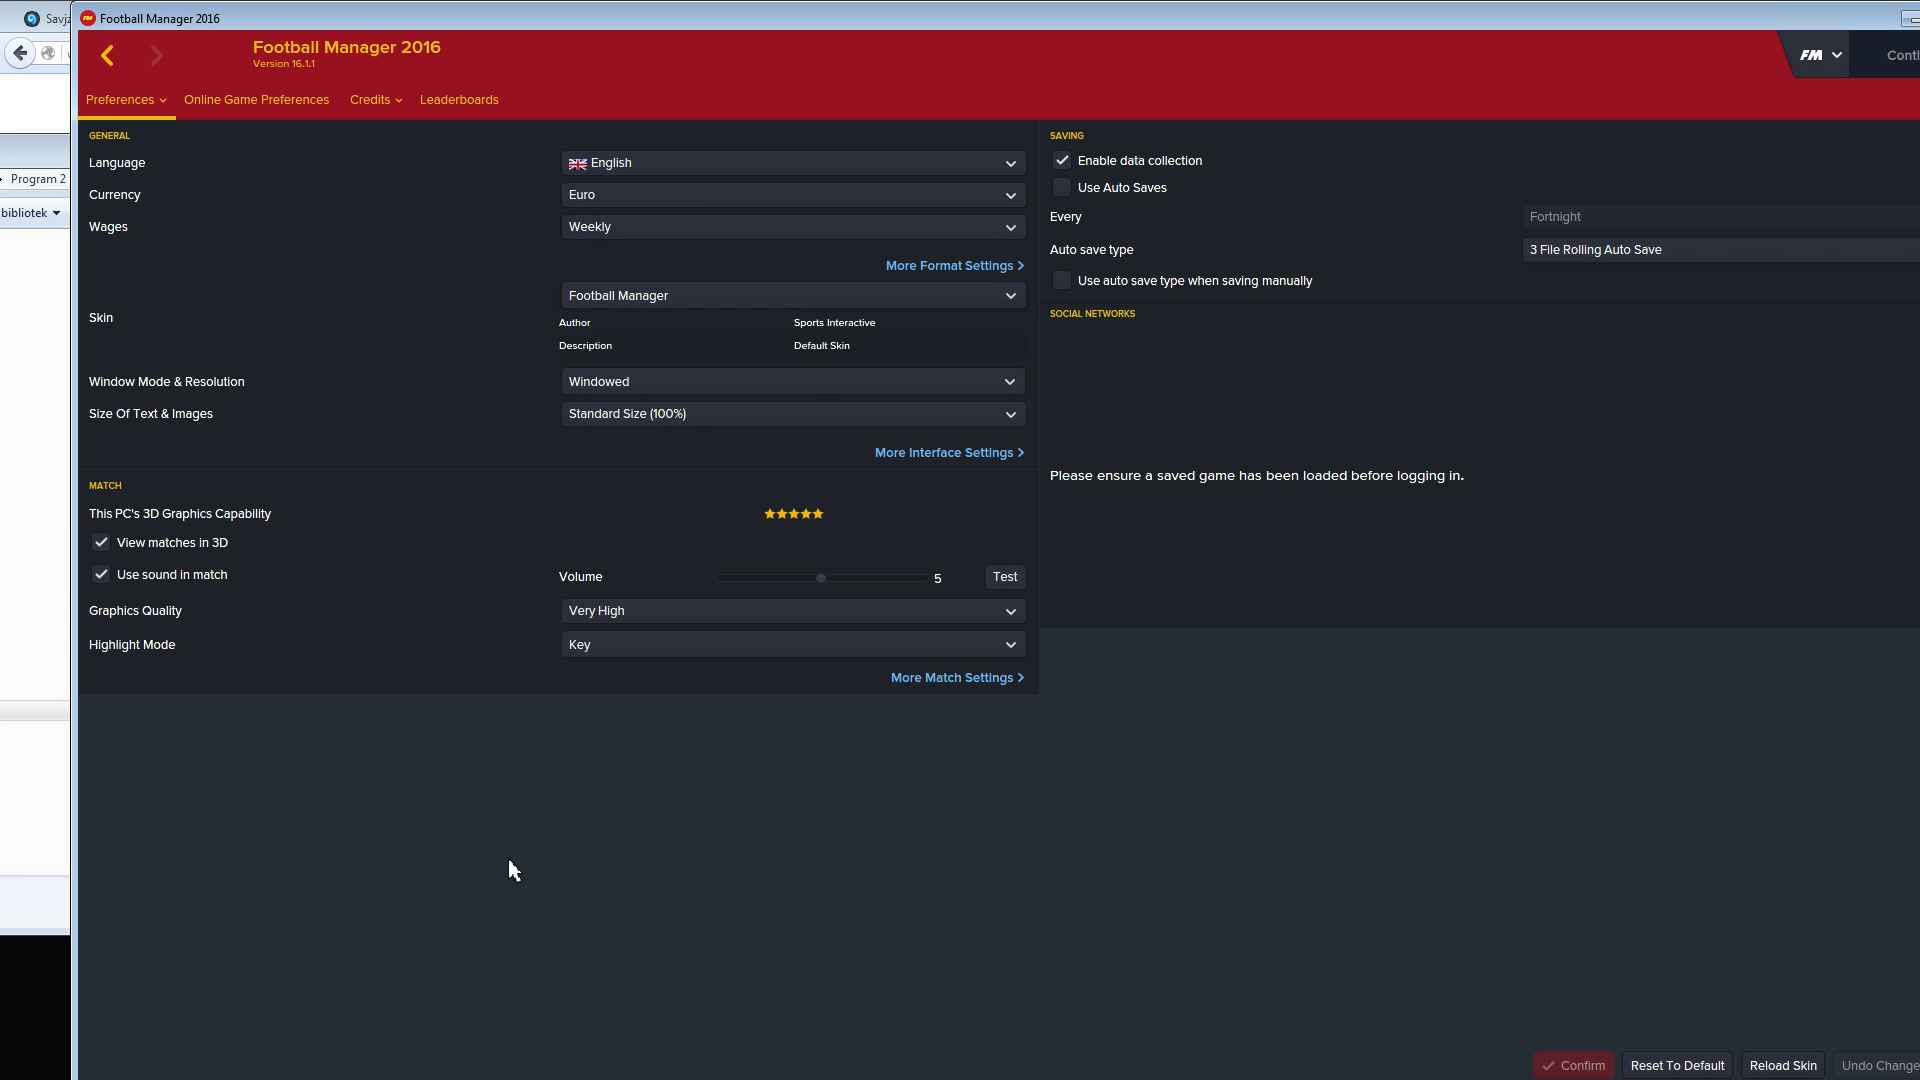 Savjz
Football Manager 2016
Football Manager 2016
Version 16.1.1
FM
Conti
Preferences
Online Game Preferences
Credits
Leaderboards
Program 2
bibliotek
GENERAL
Language
English
Currency
Euro
Wages
Weekly
More Format Settings >
Skin
Football Manager
Author
Sports Interactive
Description
Default Skin
Window Mode & Resolution
Windowed
Size Of Text & Images
Standard Size (100%)
More Interface Settings >
MATCH
This PC's 3D Graphics Capability
View matches in 3D
Use sound in match
Volume
5
Test
Graphics Quality
Very High
Highlight Mode
Key
More Match Settings >
SAVING
Enable data collection
Use Auto Saves
Every
Fortnight
Auto save type
3 File Rolling Auto Save
Use auto save type when saving manually
SOCIAL NETWORKS
Please ensure a saved game has been loaded before logging in.
Confirm
Reset To Default
Reload Skin
Undo Change